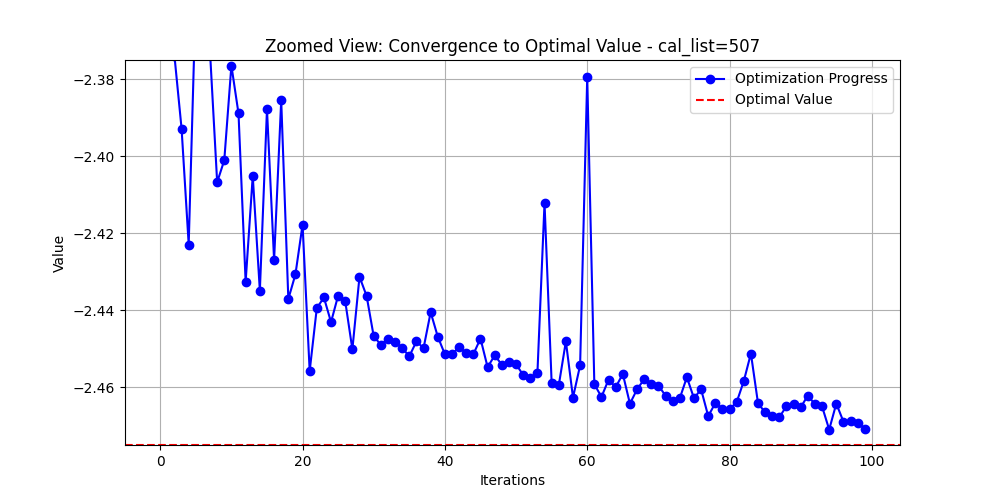 Zoomed View: Convergence to Optimal Value - cal_list=507
Optimization Progress
Optimal Value
Value
−2.38
−2.40
−2.42
−2.44
−2.46
0 20 40 60 80 100
Iterations